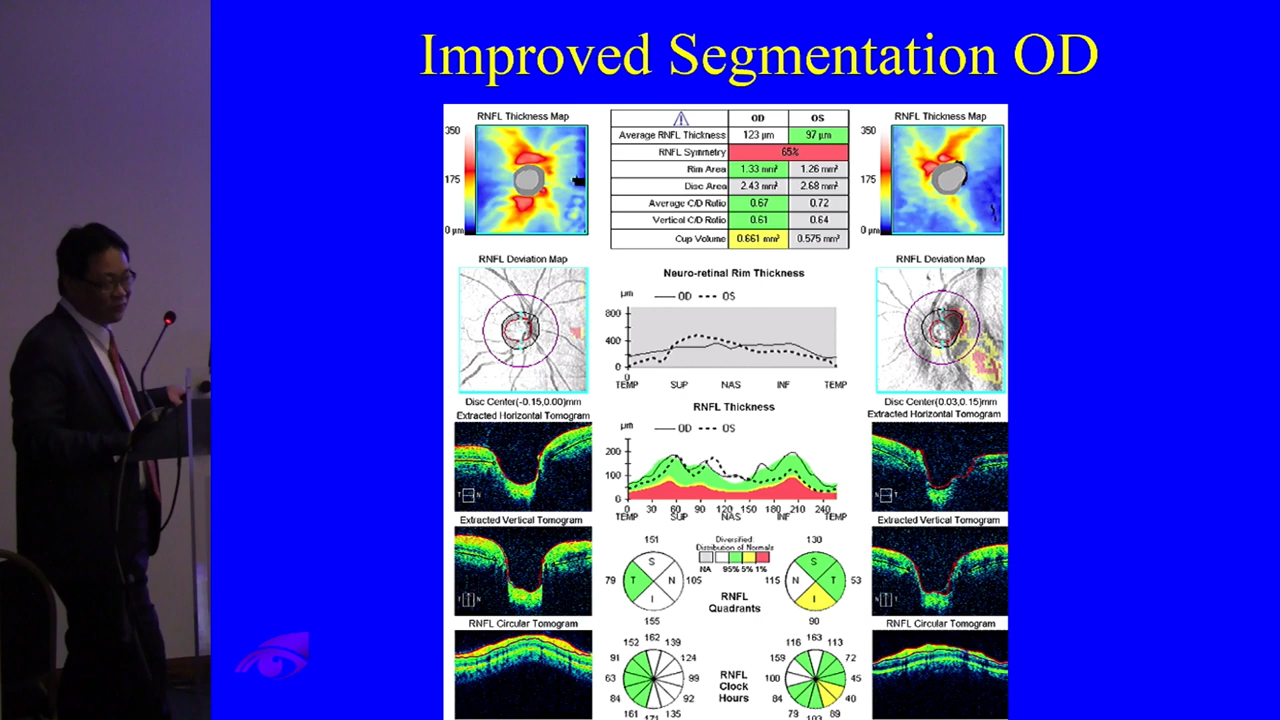 Improved Segmentation OD
RNFL Thickness Map
350
175
0 µm
OD OS
Average RNFL Thickness 123 µm 97 µm
RNFL Symmetry 65%
Rim Area 1.33 mm² 1.26 mm²
Disc Area 2.43 mm² 2.68 mm²
Average C/D Ratio 0.67 0.72
Vertical C/D Ratio 0.61 0.64
Cup Volume 0.661 mm³ 0.575 mm³
RNFL Thickness Map
350
175
0 µm
RNFL Deviation Map
Disc Center(-0.15,0.00)mm
Extracted Horizontal Tomogram
T N
Extracted Vertical Tomogram
I N
RNFL Circular Tomogram
Neuro-retinal Rim Thickness
µm OD OS
800
400
0
0
TEMP SUP NAS INF TEMP
RNFL Thickness
µm OD OS
200
100
0
0 30 60 90 120 150 180 210 240
TEMP SUP NAS INF TEMP
Diversified
Distribution of Normals
NA 95% 5% 1%
RNFL
Quadrants
151
S
79 T N 105
I
155
130
S
115 N T 53
I
90
RNFL
Clock
Hours
152 162 139
91 124
63 99
84 92
161 171 135
116 163 113
159 72
100 45
84 40
79 103 89
RNFL Deviation Map
Disc Center(0.03,0.15)mm
Extracted Horizontal Tomogram
N T
Extracted Vertical Tomogram
I
RNFL Circular Tomogram